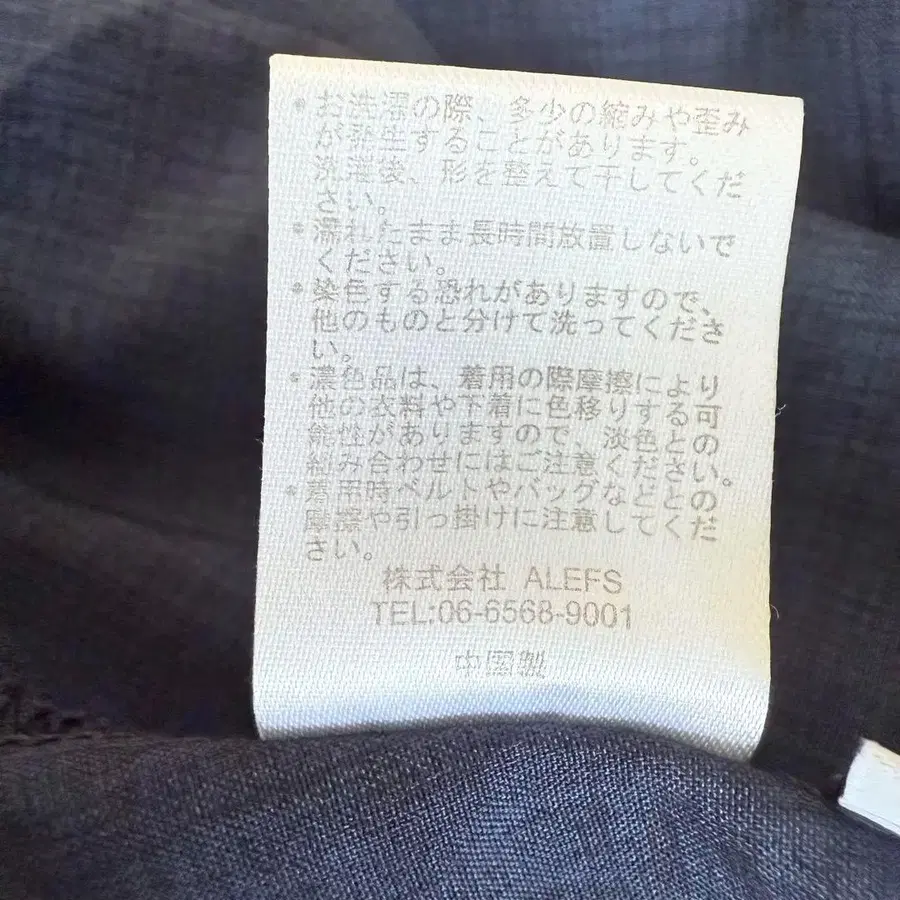 * お洗濯の際、多少の縮みや歪み
が発生することがあります。
洗濯後、形を整えて干してくだ
さい。
* 濡れたまま長時間放置しないで
ください。
* 染色する恐れがありますので、
他のものと分けて洗ってくださ
い。
* 濃色品は、着用の際摩擦により
他の衣料や下着に色移りする可
能性がありますので、淡色との
組み合わせにはご注意ください。
* 着用時ベルトやバッグなどとの
摩擦や引っ掛けに注意してくだ
さい。
株式会社 ALEFS
TEL:06-6568-9001
中国製